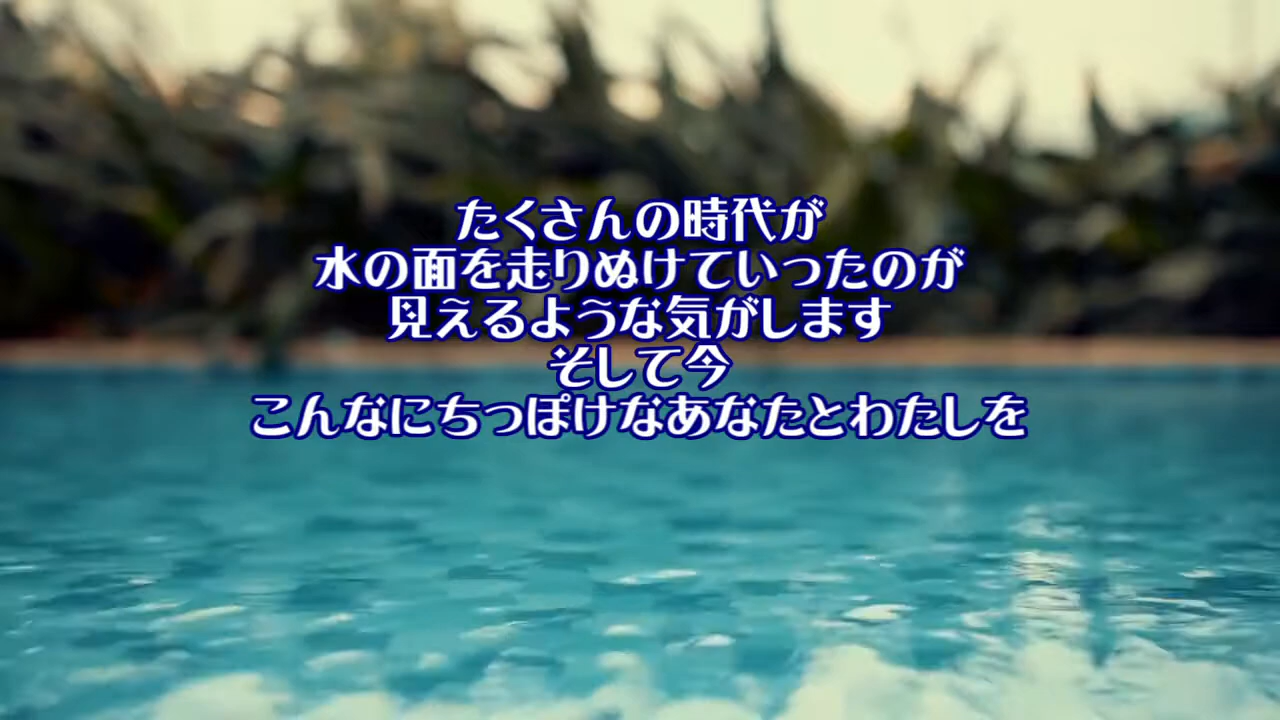 たくさんの時代が
水の面を走りぬけていったのが
見えるような気がします
そして今
こんなにちっぽけなあなたとわたしを